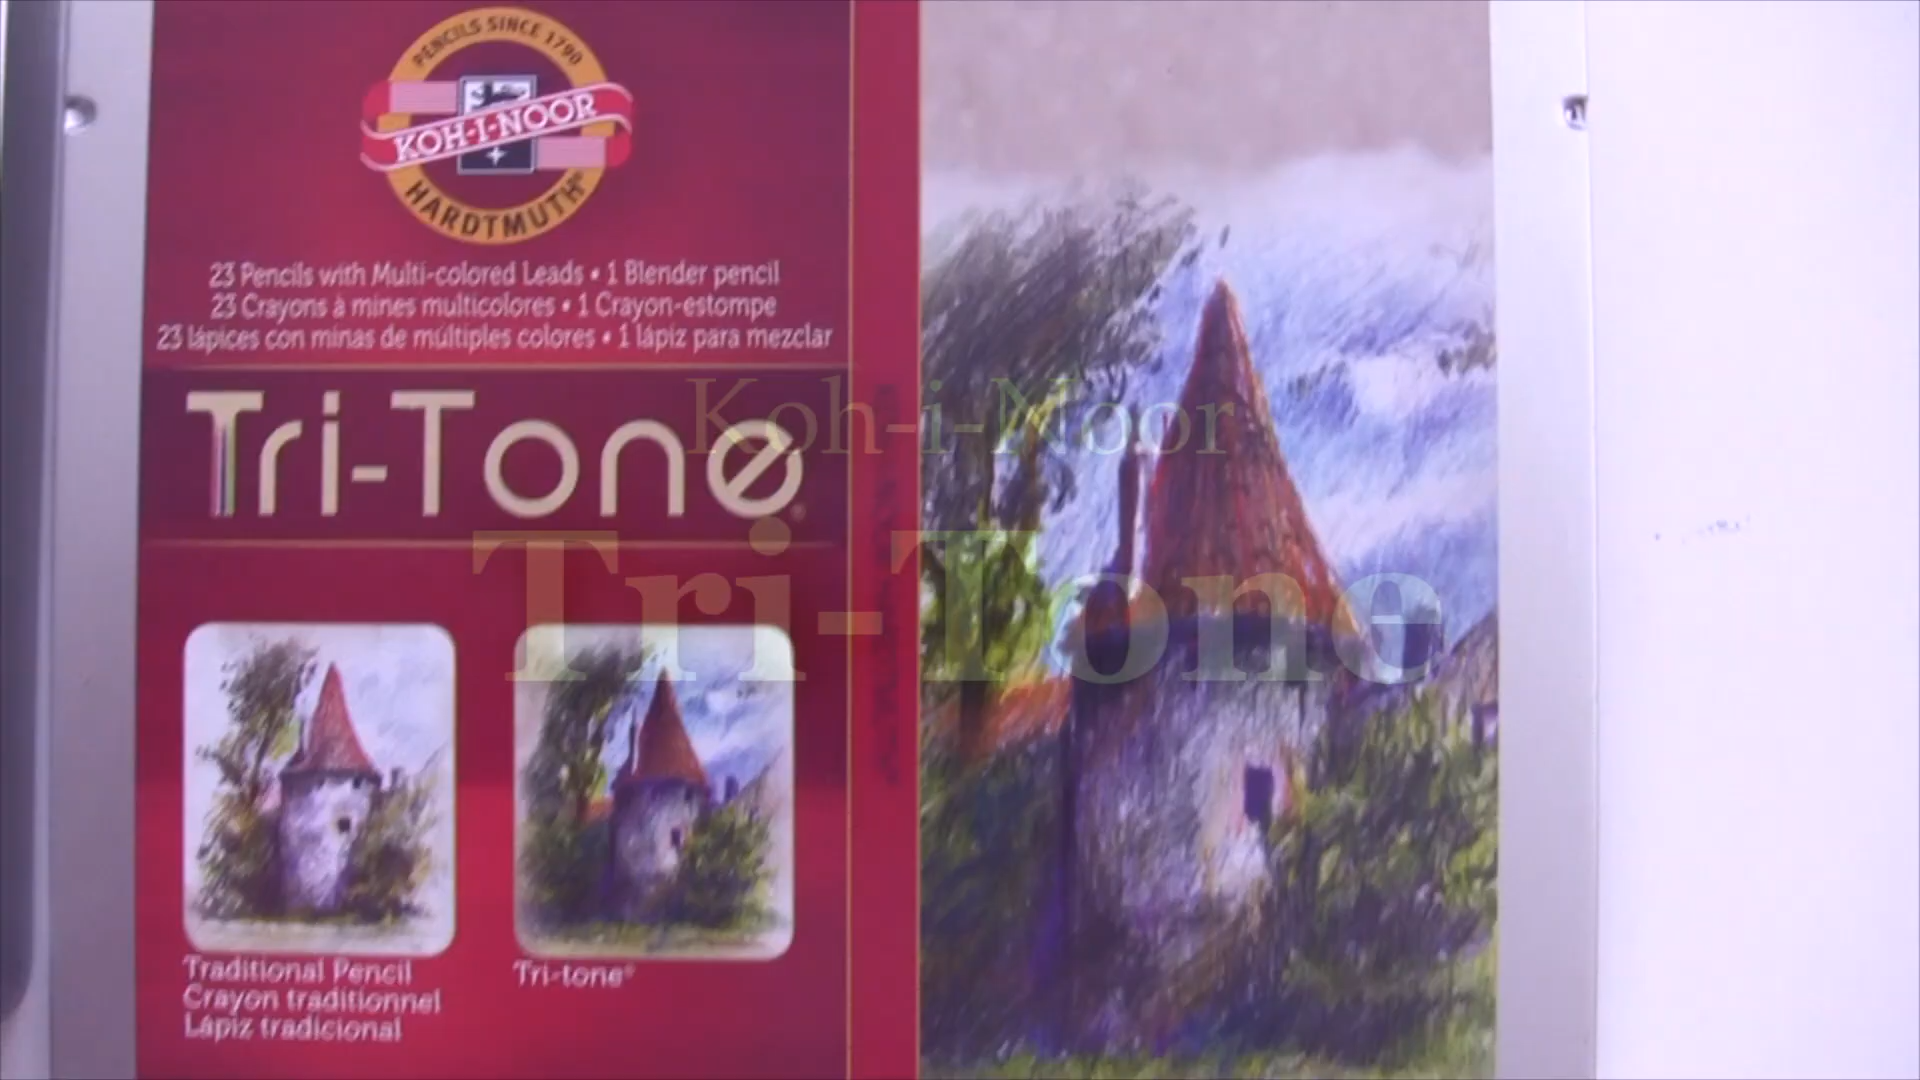 PENCILS SINCE 1790
KOH-I-NOOR
HARDTMUTH®
23 Pencils with Multi-colored Leads • 1 Blender pencil
23 Crayons à mines multicolores • 1 Crayon-estompe
23 lápices con minas de múltiples colores • 1 lápiz para mezclar
Tri-Tone®
Koh-i-Noor
Tri-Tone
Traditional Pencil
Crayon traditionnel
Lápiz tradicional
Tri-tone®